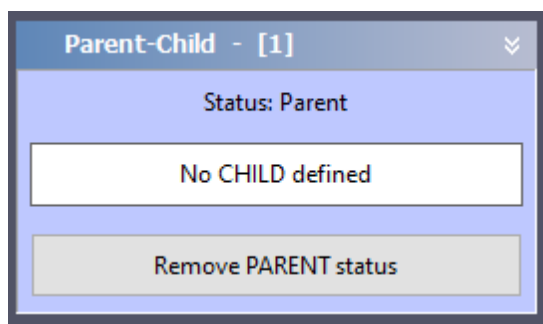 Parent-Child - [1]
Status: Parent
No CHILD defined
Remove PARENT status